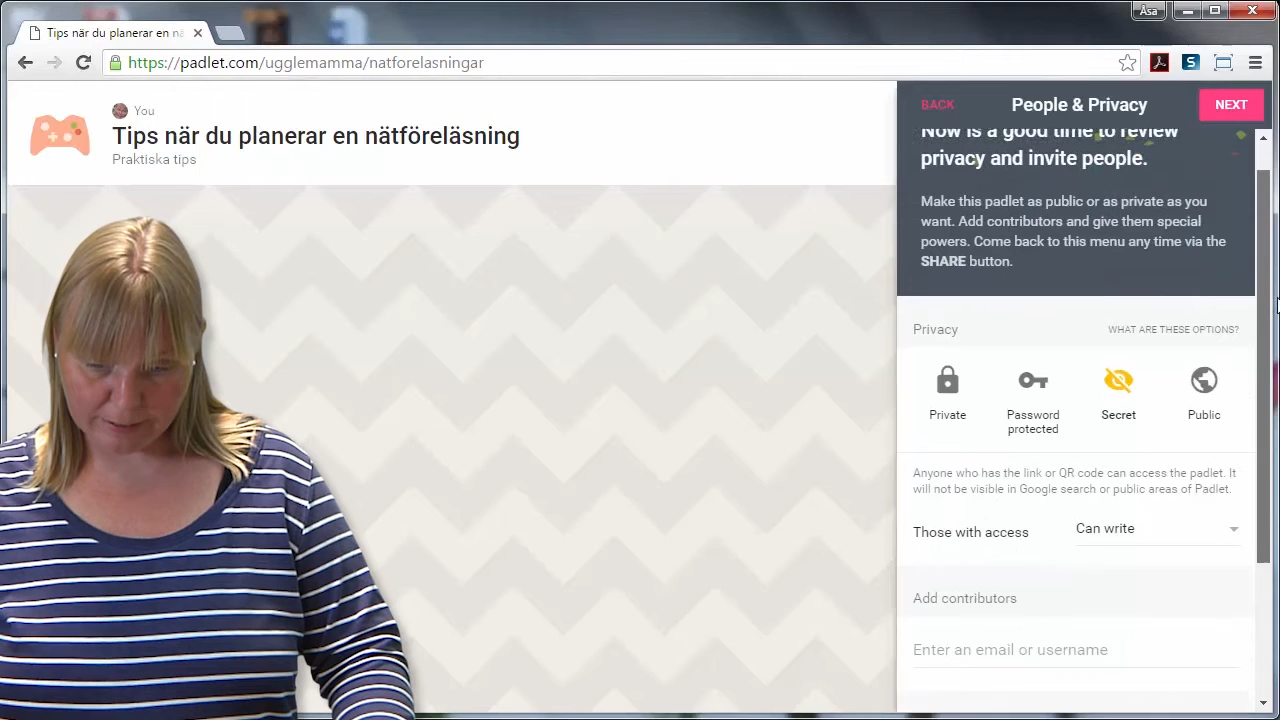 Åsa
Tips när du planerar en nä
https://padlet.com/ugglemamma/natforelasningar
You
Tips när du planerar en nätföreläsning
Praktiska tips
BACK
People & Privacy
NEXT
Now is a good time to review
privacy and invite people.
Make this padlet as public or as private as you
want. Add contributors and give them special
powers. Come back to this menu any time via the
SHARE button.
Privacy
WHAT ARE THESE OPTIONS?
Private
Password
protected
Secret
Public
Anyone who has the link or QR code can access the padlet. It
will not be visible in Google search or public areas of Padlet.
Those with access
Can write
Add contributors
Enter an email or username